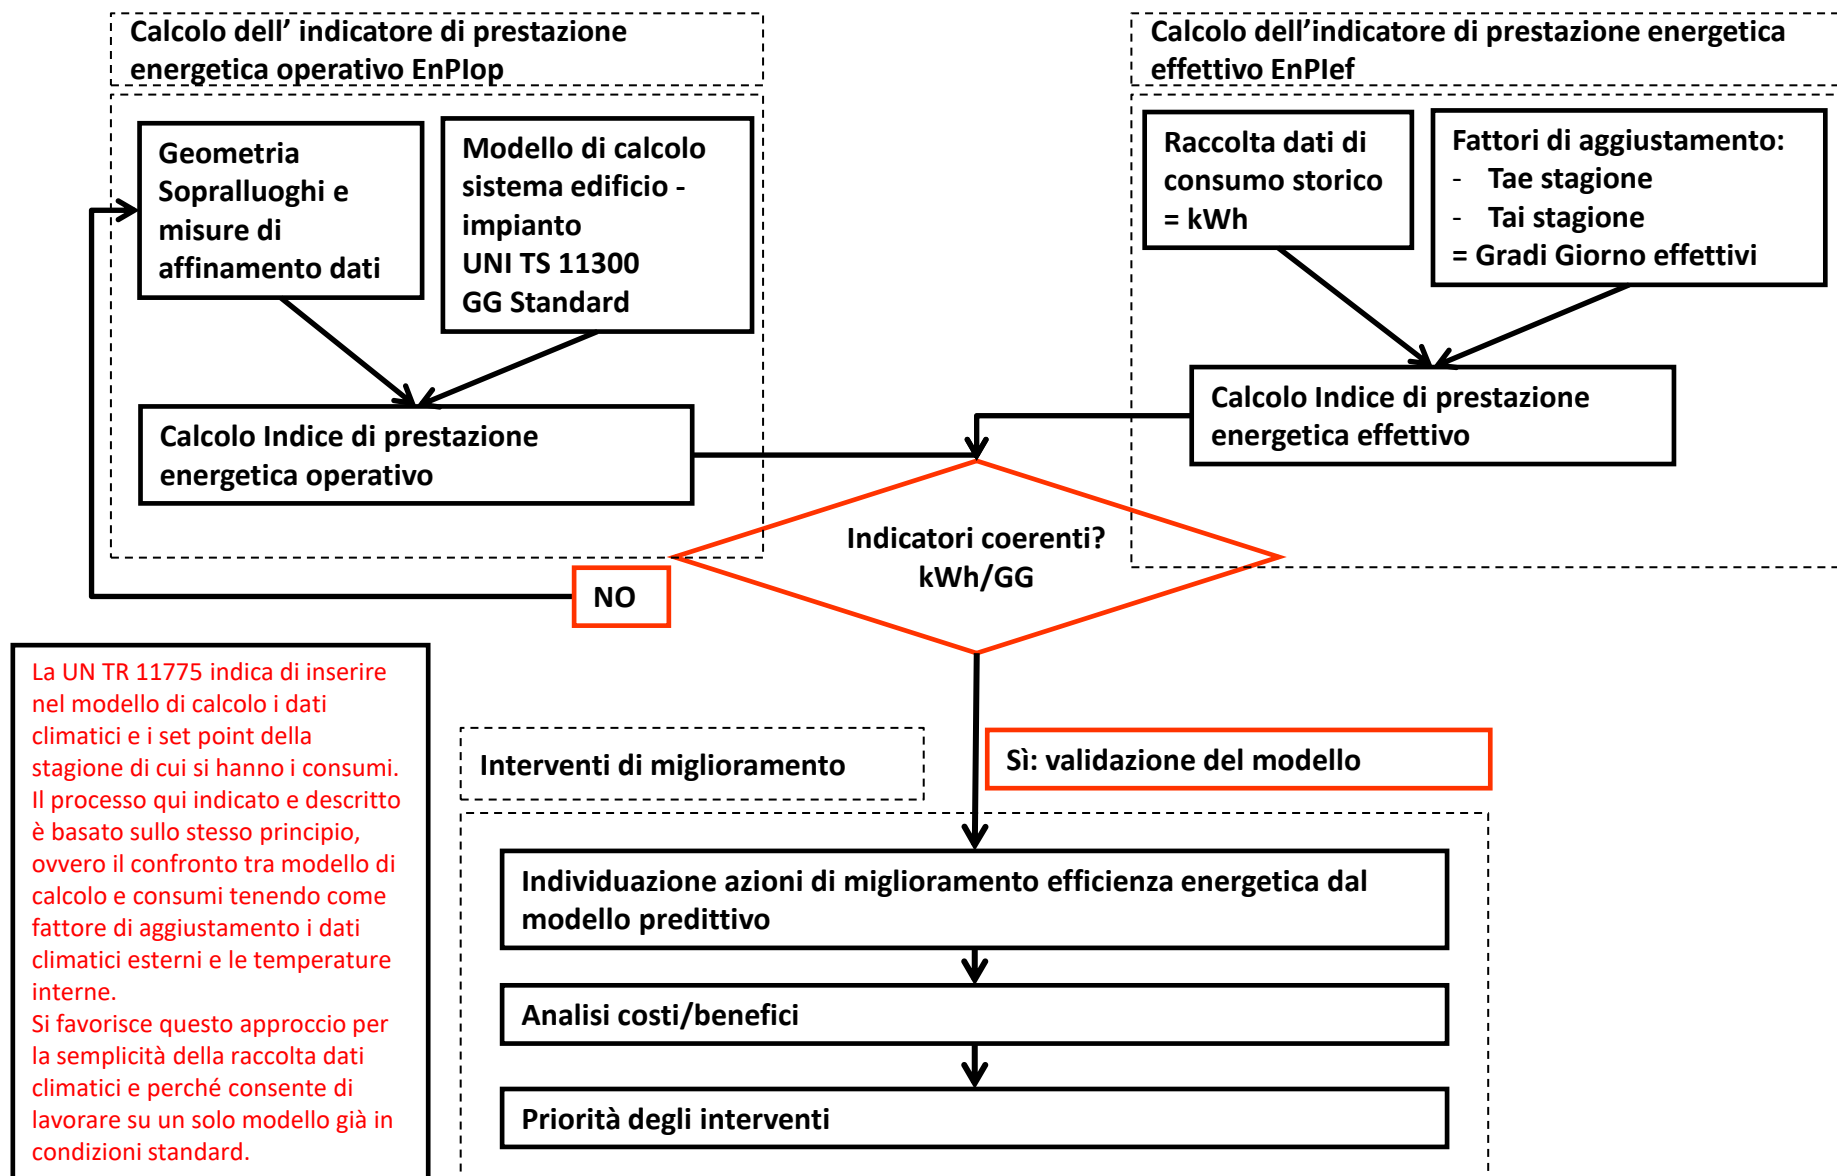 Calcolo dell' indicatore di prestazione
energetica operativo EnPIop
Geometria
Sopralluoghi e
misure di
affinamento dati
Modello di calcolo
sistema edificio -
impianto
UNI TS 11300
GG Standard
Calcolo Indice di prestazione
energetica operativo
Calcolo dell'indicatore di prestazione energetica
effettivo EnPIef
Raccolta dati di
consumo storico
= kWh
Fattori di aggiustamento:
- Tae stagione
- Tai stagione
= Gradi Giorno effettivi
Calcolo Indice di prestazione
energetica effettivo
Indicatori coerenti?
kWh/GG
NO
La UN TR 11775 indica di inserire
nel modello di calcolo i dati
climatici e i set point della
stagione di cui si hanno i consumi.
Il processo qui indicato e descritto
è basato sullo stesso principio,
ovvero il confronto tra modello di
calcolo e consumi tenendo come
fattore di aggiustamento i dati
climatici esterni e le temperature
interne.
Si favorisce questo approccio per
la semplicità della raccolta dati
climatici e perché consente di
lavorare su un solo modello già in
condizioni standard.
Interventi di miglioramento
Sì: validazione del modello
Individuazione azioni di miglioramento efficienza energetica dal
modello predittivo
Analisi costi/benefici
Priorità degli interventi